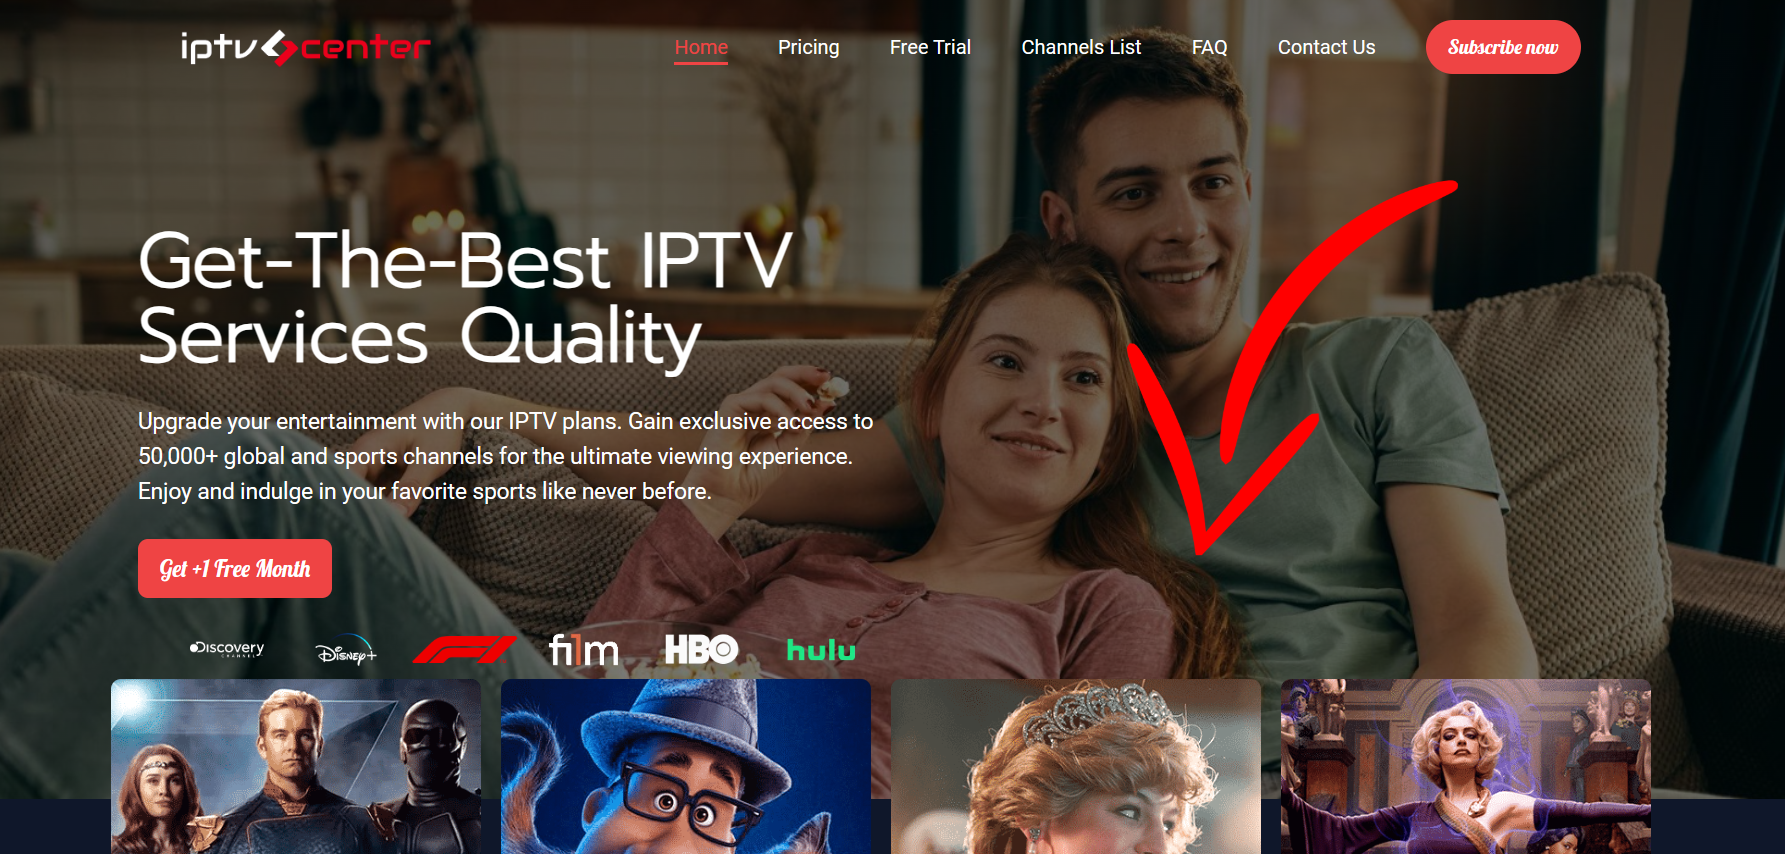 iptv center
Home
Pricing
Free Trial
Channels List
FAQ
Contact Us
Subscribe now
Get-The-Best IPTV
Services Quality
Upgrade your entertainment with our IPTV plans. Gain exclusive access to
50,000+ global and sports channels for the ultimate viewing experience.
Enjoy and indulge in your favorite sports like never before.
Get +1 Free Month
Discovery
CHANNEL
Disney+
F1
film1
HBO
hulu